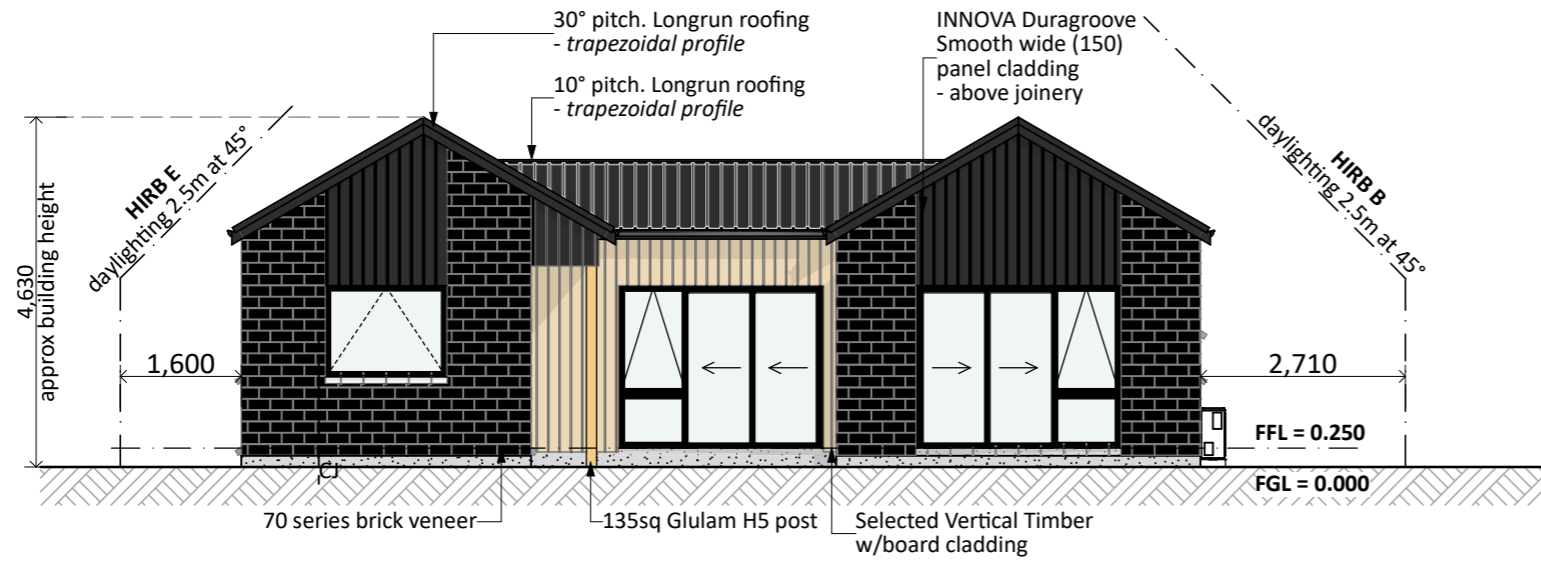 30° pitch. Longrun roofing
- trapezoidal profile
10° pitch. Longrun roofing
- trapezoidal profile
INNOVA Duragroove
Smooth wide (150)
panel cladding
- above joinery
HIRB E
daylighting 2.5m at 45°
HIRB B
daylighting 2.5m at 45°
4,630
approx building height
1,600
2,710
FFL = 0.250
FGL = 0.000
CJ
70 series brick veneer
135sq Glulam H5 post
Selected Vertical Timber
w/board cladding